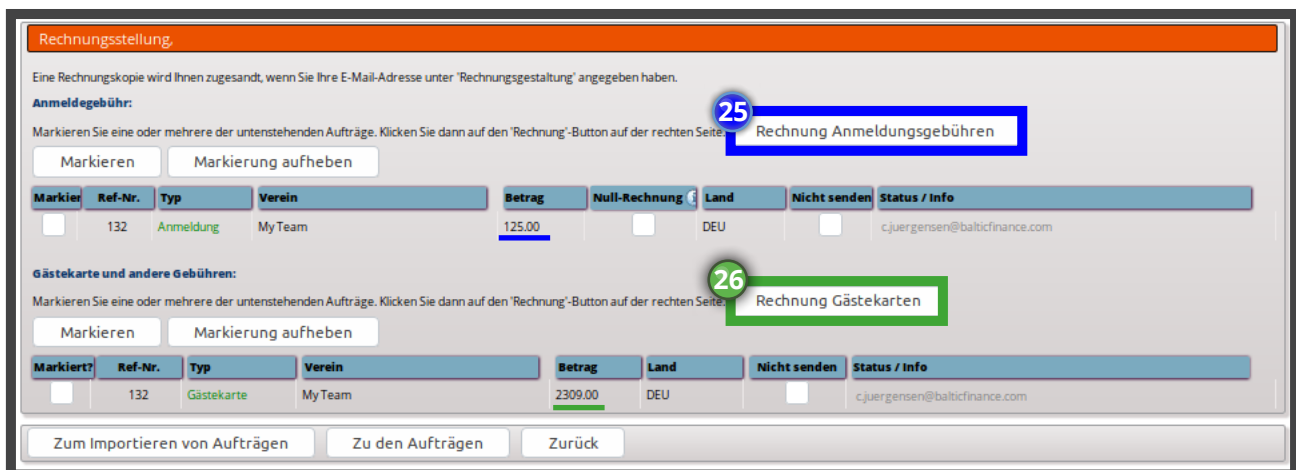 Rechnungsstellung,
Eine Rechnungskopie wird Ihnen zugesandt, wenn Sie Ihre E-Mail-Adresse unter 'Rechnungsgestaltung' angegeben haben.
Anmeldegebühr:
25
Markieren Sie eine oder mehrere der untenstehenden Aufträge. Klicken Sie dann auf den 'Rechnung'-Button auf der rechten Seite. Rechnung Anmeldungsgebühren
Markieren Markierung aufheben
Markier Ref-Nr. Typ Verein Betrag Null-Rechnung Land Nicht senden Status / Info
132 Anmeldung My Team 125.00 DEU c.juergensen@balticfinance.com
Gästekarte und andere Gebühren:
26
Markieren Sie eine oder mehrere der untenstehenden Aufträge. Klicken Sie dann auf den 'Rechnung'-Button auf der rechten Seite. Rechnung Gästekarten
Markieren Markierung aufheben
Markiert? Ref-Nr. Typ Verein Betrag Land Nicht senden Status / Info
132 Gästekarte My Team 2309.00 DEU c.juergensen@balticfinance.com
Zum Importieren von Aufträgen Zu den Aufträgen Zurück